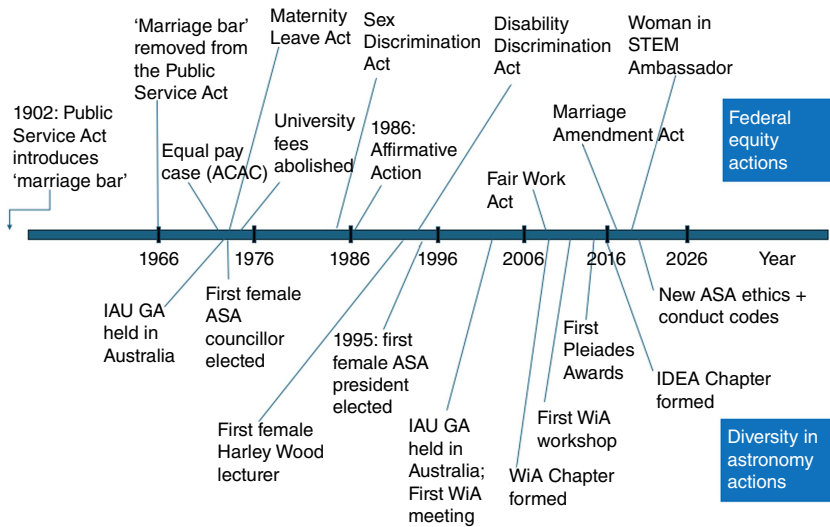 1902: Public
Service Act
introduces
‘marriage bar’
‘Marriage bar’
removed from
the Public
Service Act
Equal pay
case (ACAC)
Maternity
Leave Act
University
fees
abolished
Sex
Discrimination
Act
1986:
Affirmative
Action
Disability
Discrimination
Act
Fair Work
Act
Marriage
Amendment Act
Woman in
STEM
Ambassador
Federal
equity
actions
1966
1976
1986
1996
2006
2016
2026
Year
IAU GA
held in
Australia
First female
ASA
councillor
elected
First female
Harley Wood
lecturer
1995: first
female ASA
president
elected
IAU GA
held in
Australia;
First WiA
meeting
WiA Chapter
formed
First WiA
workshop
First
Pleiades
Awards
IDEA Chapter
formed
New ASA ethics +
conduct codes
Diversity in
astronomy
actions